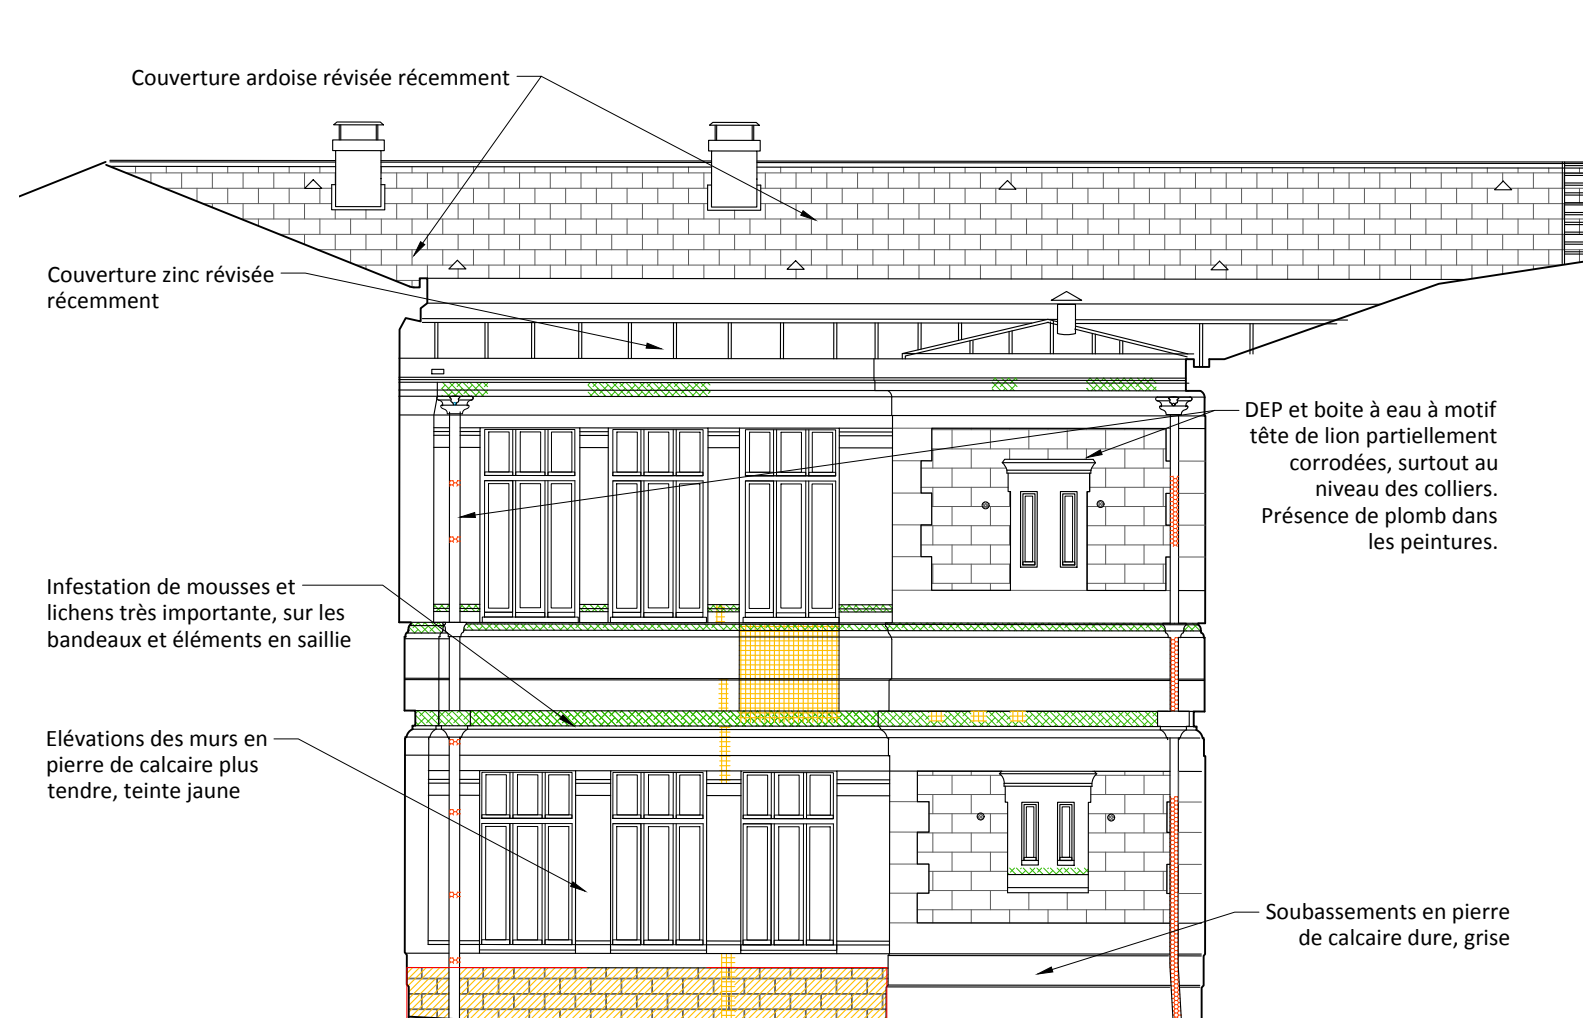 Couverture ardoise révisée récemment
Couverture zinc révisée
récemment
DEP et boite à eau à motif
tête de lion partiellement
corrodées, surtout au
niveau des colliers.
Présence de plomb dans
les peintures.
Infestation de mousses et
lichens très importante, sur les
bandeaux et éléments en saillie
Elévations des murs en
pierre de calcaire plus
tendre, teinte jaune
Soubassements en pierre
de calcaire dure, grise